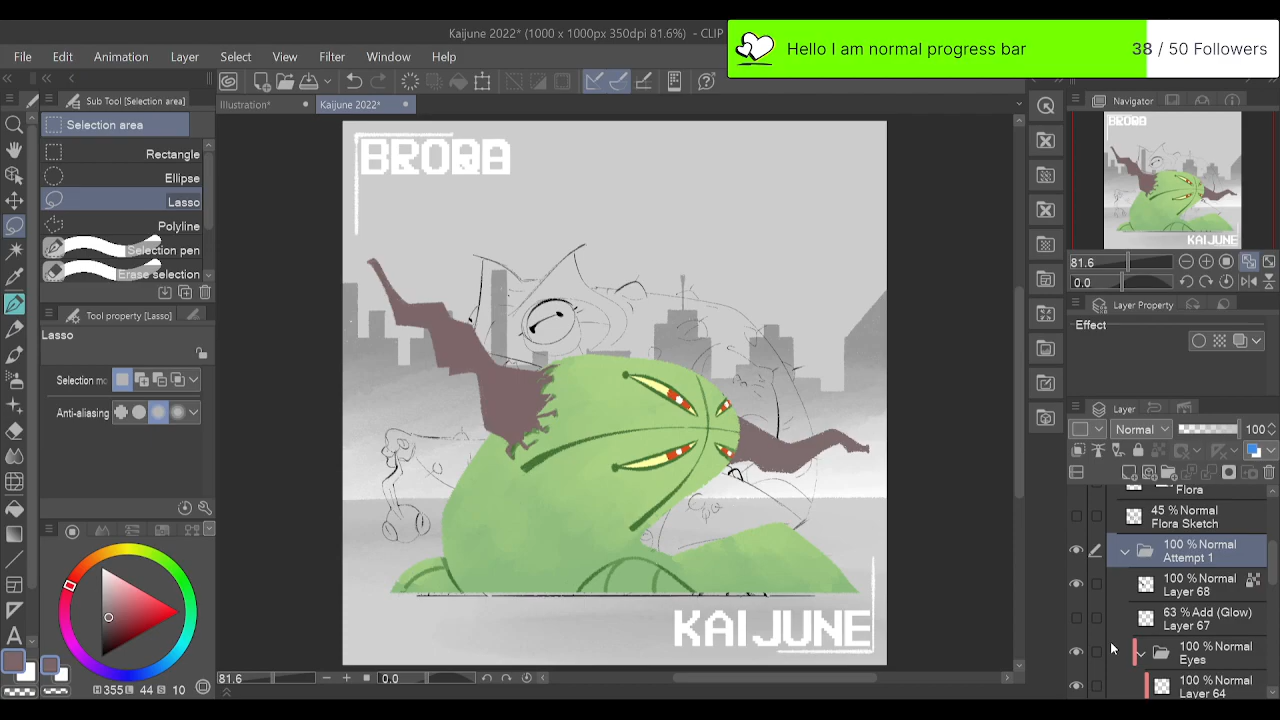 Kaijune 2022* (1000 x 1000px 350dpi 81.6%) - CLIP
Hello I am normal progress bar
38 / 50 Followers
File Edit Animation Layer Select View Filter Window Help
Sub Tool [Selection area]
Illustration*
Kaijune 2022*
Navigator
Selection area
Rectangle
Ellipse
Lasso
Polyline
Selection pen
Erase selection
KAIJUNE
81.6
0.0
Tool property [Lasso]
Layer Property
Lasso
Effect
Selection mo
Anti-aliasing
Layer
Normal
100
Flora
45 % Normal
Flora Sketch
100 % Normal
Attempt 1
100 % Normal
Layer 68
63 % Add (Glow)
Layer 67
100 % Normal
Eyes
100 % Normal
Layer 64
KAIJUNE
81.6
0.0
355 44 10